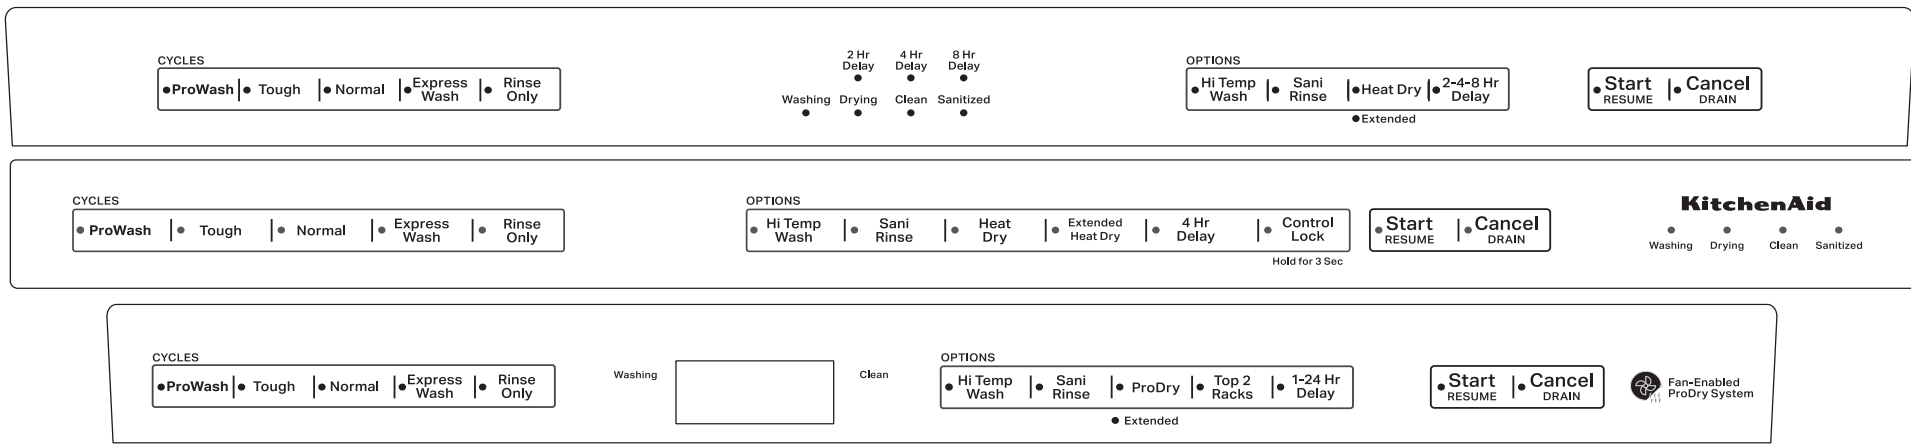 CYCLES
ProWash Tough Normal Express Wash Rinse Only
2 Hr Delay 4 Hr Delay 8 Hr Delay
Washing Drying Clean Sanitized
OPTIONS
Hi Temp Wash Sani Rinse Heat Dry 2-4-8 Hr Delay
Extended
Start RESUME Cancel DRAIN
CYCLES
ProWash Tough Normal Express Wash Rinse Only
OPTIONS
Hi Temp Wash Sani Rinse Heat Dry Extended Heat Dry 4 Hr Delay Control Lock
Hold for 3 Sec
Start RESUME Cancel DRAIN
KitchenAid
Washing Drying Clean Sanitized
CYCLES
ProWash Tough Normal Express Wash Rinse Only
Washing Clean
OPTIONS
Hi Temp Wash Sani Rinse ProDry Top 2 Racks 1-24 Hr Delay
Extended
Start RESUME Cancel DRAIN
Fan-Enabled
ProDry System